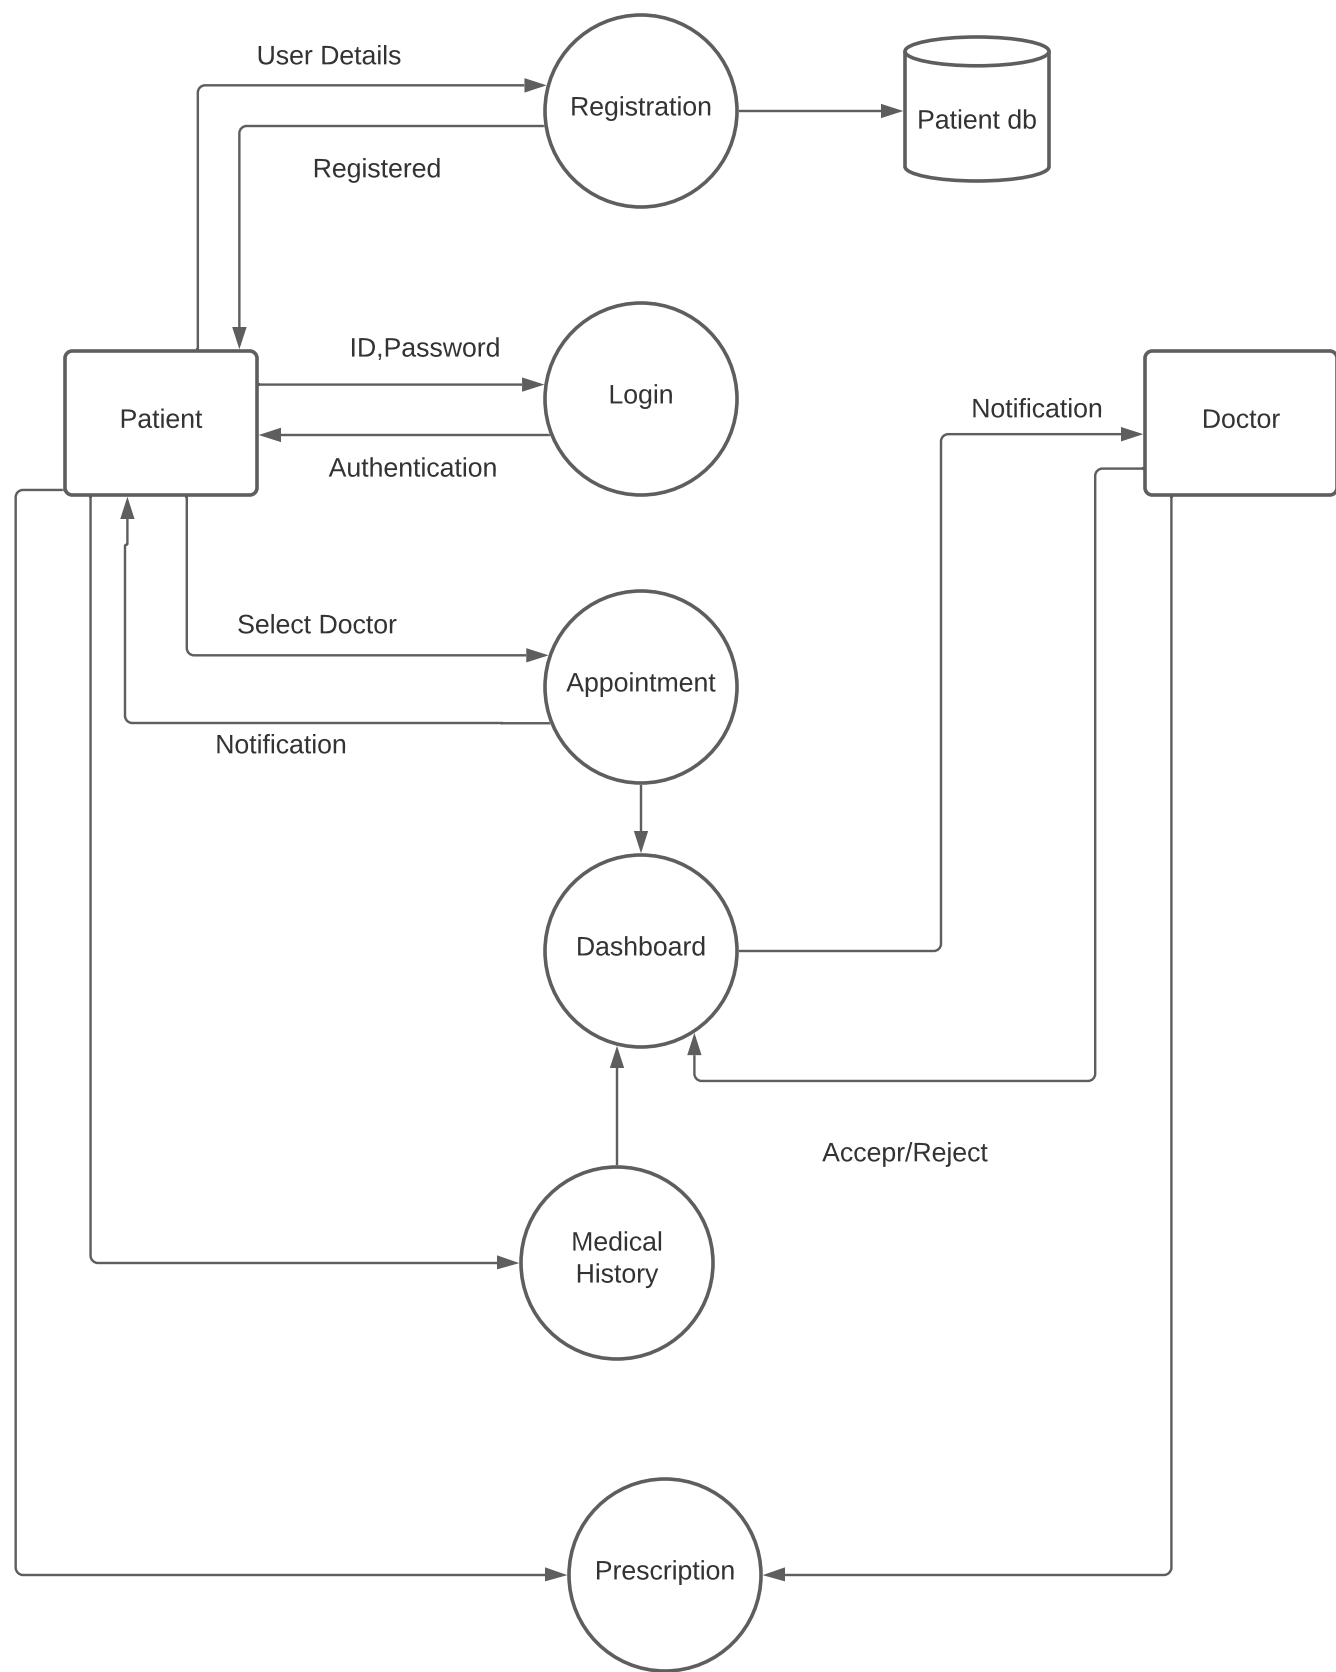 User Details
Registration
Patient db
Registered
ID,Password
Login
Patient
Authentication
Notification
Doctor
Select Doctor
Appointment
Notification
Dashboard
Accepr/Reject
Medical
History
Prescription